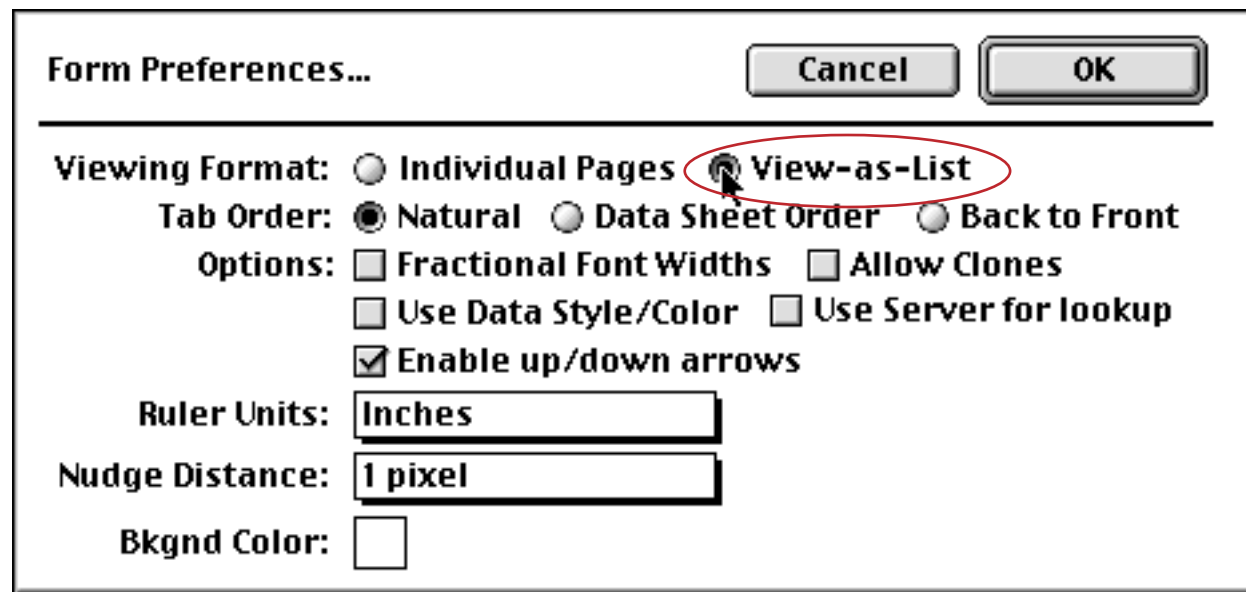 Form Preferences... Cancel OK
Viewing Format: Individual Pages View-as-List
Tab Order: Natural Data Sheet Order Back to Front
Options: Fractional Font Widths Allow Clones
Use Data Style/Color Use Server for lookup
Enable up/down arrows
Ruler Units: Inches
Nudge Distance: 1 pixel
Bkgnd Color: